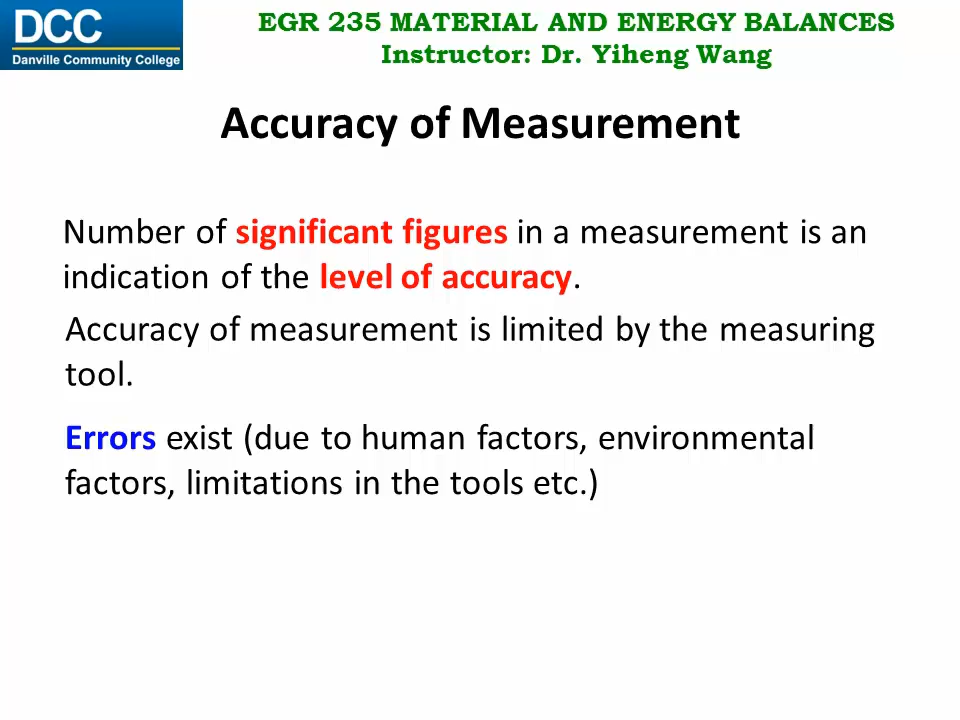 DCC
Danville Community College
EGR 235 MATERIAL AND ENERGY BALANCES
Instructor: Dr. Yiheng Wang
Accuracy of Measurement
Number of significant figures in a measurement is an
indication of the level of accuracy.
Accuracy of measurement is limited by the measuring
tool.
Errors exist (due to human factors, environmental
factors, limitations in the tools etc.)